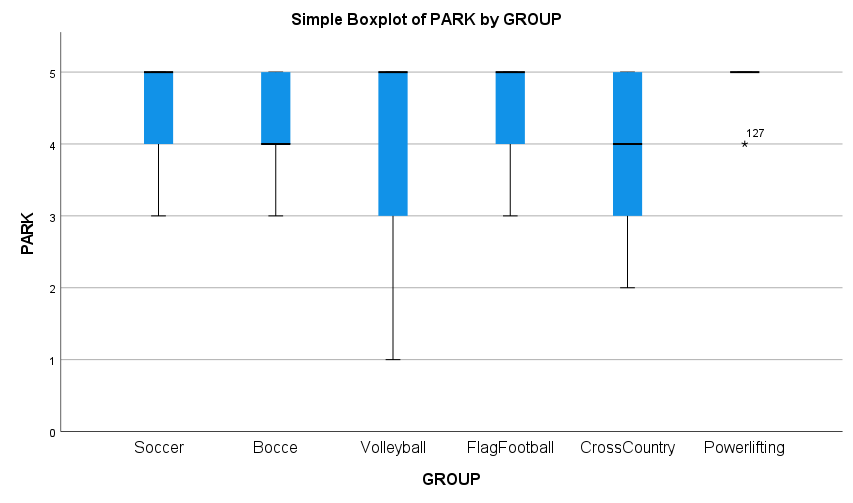 Simple Boxplot of PARK by GROUP
5
127
4
*
3
PARK
2
1
0
Soccer Bocce Volleyball FlagFootball CrossCountry Powerlifting
GROUP